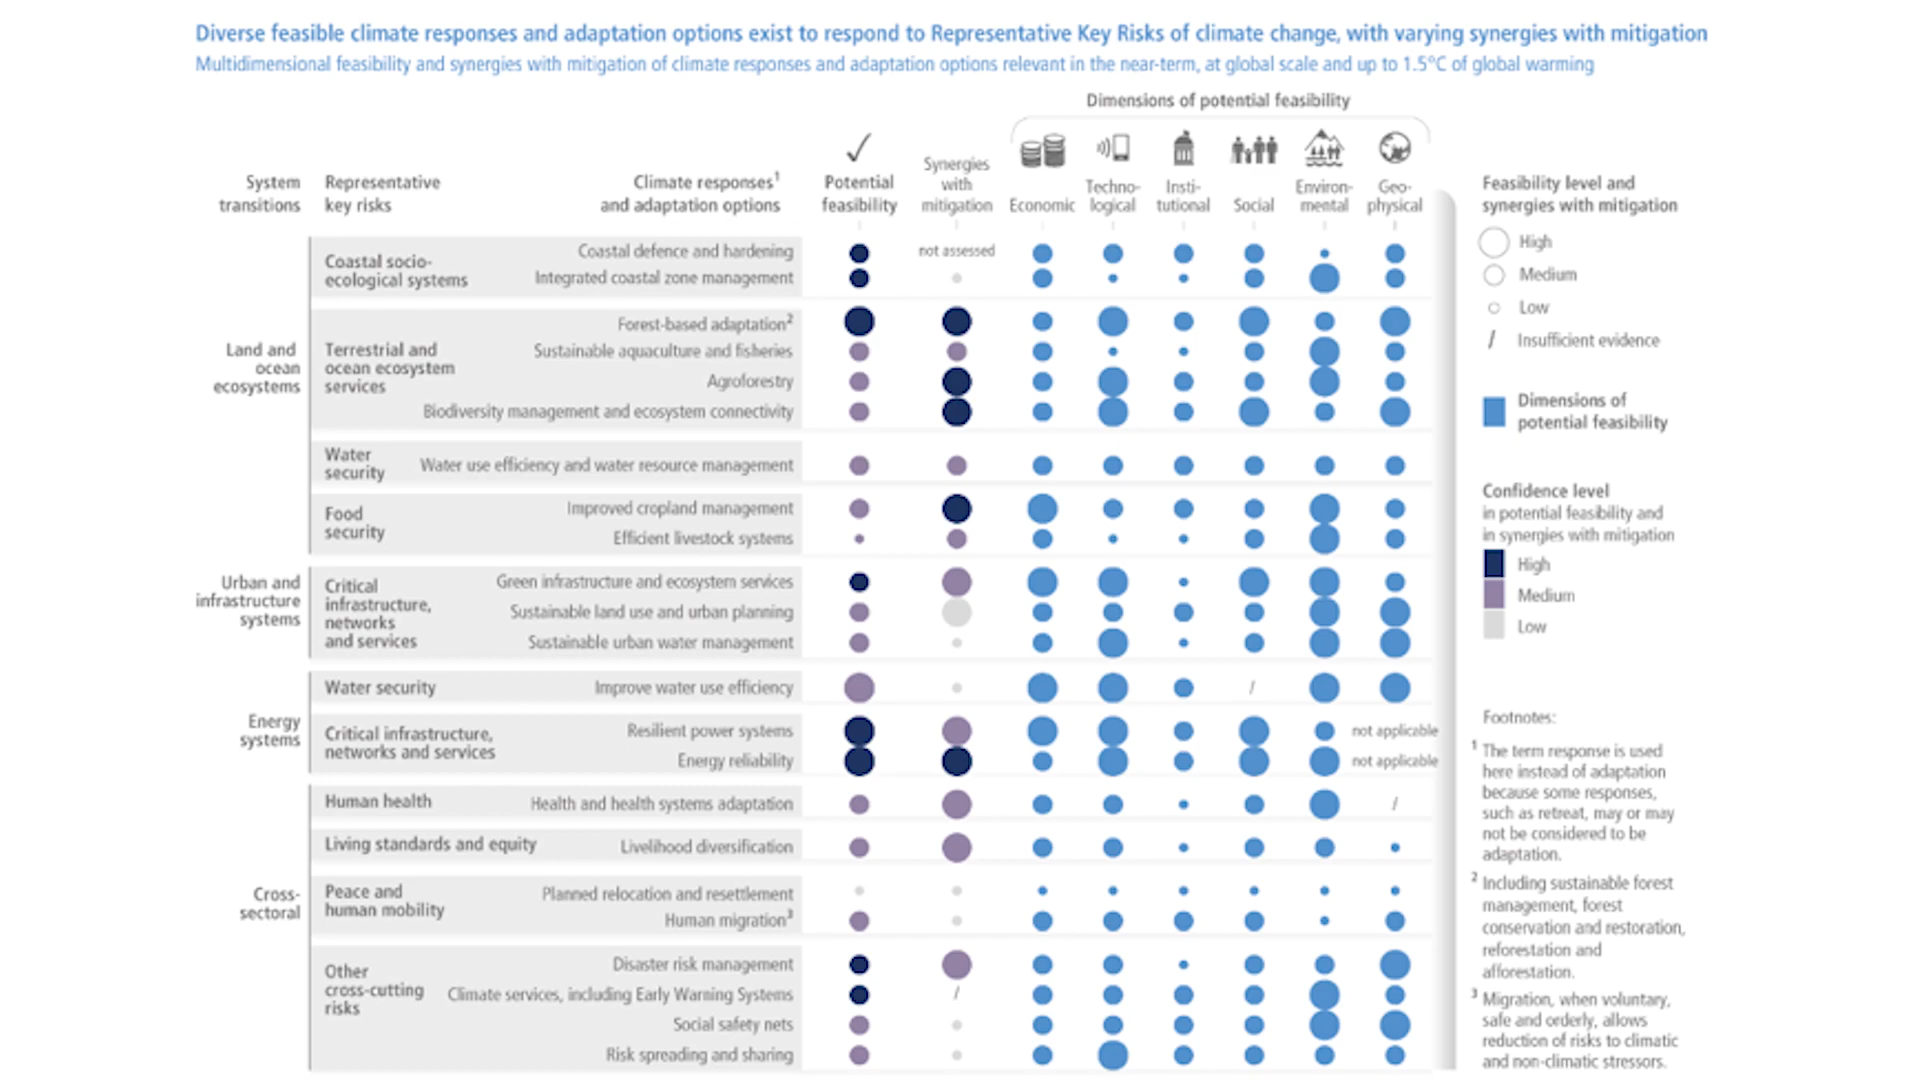 Diverse feasible climate responses and adaptation options exist to respond to Representative Key Risks of climate change, with varying synergies with mitigation
Multidimensional feasibility and synergies with mitigation of climate responses and adaptation options relevant in the near-term, at global scale and up to 1.5°C of global warming
Dimensions of potential feasibility
System
transitions
Representative
key risks
Climate responses¹
and adaptation options
Potential
feasibility
Synergies
with
mitigation
Economic
Techno-
logical
Insti-
tutional
Social
Environ-
mental
Geo-
physical
Land and
ocean
ecosystems
Coastal socio-
ecological systems
Coastal defence and hardening
not assessed
Integrated coastal zone management
Terrestrial and
ocean ecosystem
services
Forest-based adaptation²
Sustainable aquaculture and fisheries
Agroforestry
Biodiversity management and ecosystem connectivity
Water
security
Water use efficiency and water resource management
Food
security
Improved cropland management
Efficient livestock systems
Urban and
infrastructure
systems
Critical
infrastructure,
networks
and services
Green infrastructure and ecosystem services
Sustainable land use and urban planning
Sustainable urban water management
Energy
systems
Water security
Improve water use efficiency
/
Critical infrastructure,
networks and services
Resilient power systems
not applicable
Energy reliability
not applicable
Cross-
sectoral
Human health
Health and health systems adaptation
/
Living standards and equity
Livelihood diversification
Peace and
human mobility
Planned relocation and resettlement
Human migration³
Other
cross-cutting
risks
Disaster risk management
Climate services, including Early Warning Systems
/
Social safety nets
Risk spreading and sharing
Feasibility level and
synergies with mitigation
High
Medium
Low
/ Insufficient evidence
Dimensions of
potential feasibility
Confidence level
in potential feasibility and
in synergies with mitigation
High
Medium
Low
Footnotes:
¹ The term response is used
here instead of adaptation
because some responses,
such as retreat, may or may
not be considered to be
adaptation.
² Including sustainable forest
management, forest
conservation and restoration,
reforestation and
afforestation.
³ Migration, when voluntary,
safe and orderly, allows
reduction of risks to climatic
and non-climatic stressors.